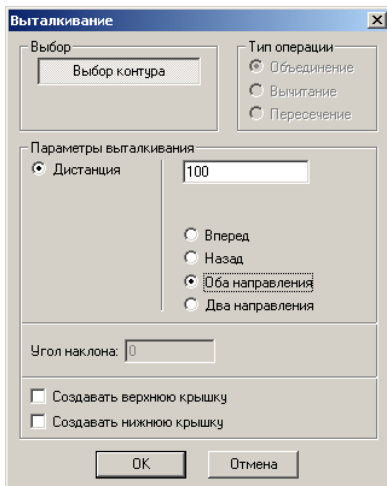 Выталкивание
Выбор
Выбор контура
Тип операции
Объединение
Вычитание
Пересечение
Параметры выталкивания
Дистанция
100
Вперед
Назад
Оба направления
Два направления
Угол наклона: 0
Создавать верхнюю крышку
Создавать нижнюю крышку
OK Отмена